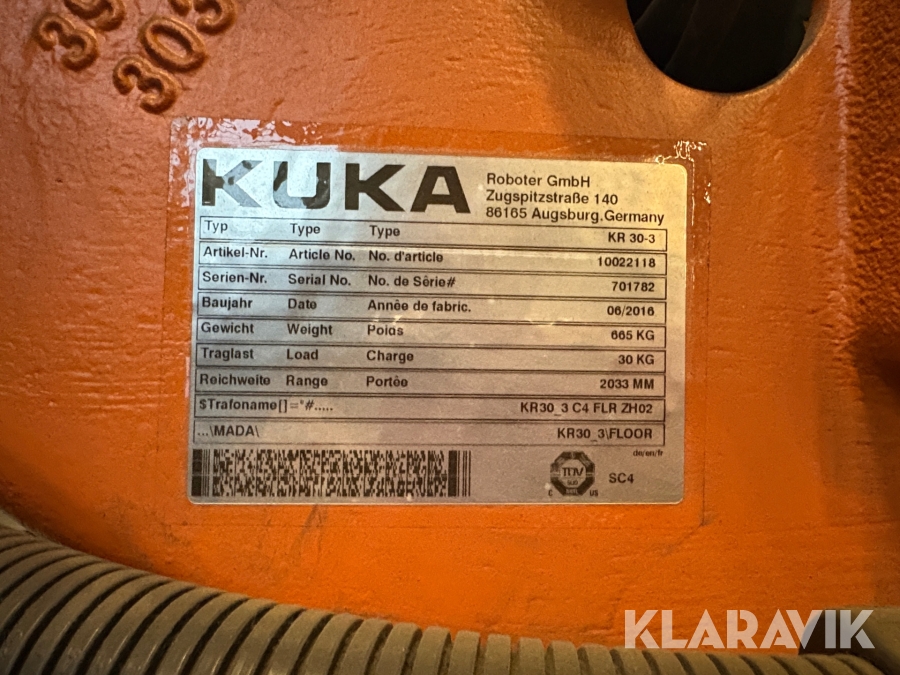 303
KUKA
Roboter GmbH
Zugspitzstraße 140
86165 Augsburg,Germany
Typ Type Type KR 30-3
Artikel-Nr. Article No. No. d'article 10022118
Serien-Nr. Serial No. No. de Série# 701782
Baujahr Date Année de fabric. 06/2016
Gewicht Weight Poids 665 KG
Traglast Load Charge 30 KG
Reichweite Range Portée 2033 MM
$Trafoname[]="#..... KR30_3 C4 FLR ZH02
...\MADA\ KR30_3\FLOOR
de/en/fr
TÜV
SÜD
C US
SC4
KLARAVIK